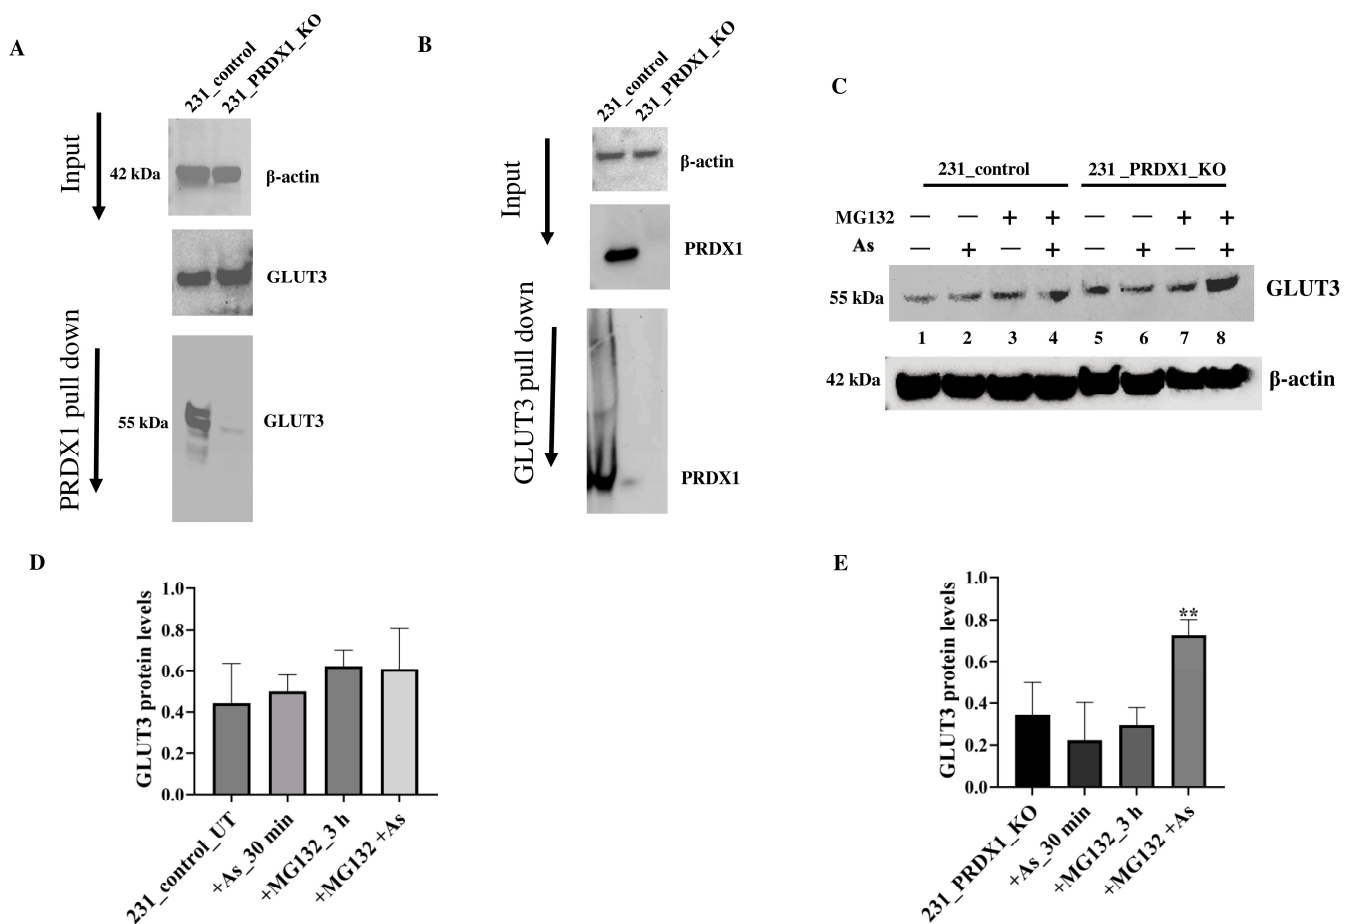 A
231_control
231_PRDX1_KO
Input
42 kDa
β-actin
GLUT3
PRDX1 pull down
55 kDa
GLUT3
B
231_control
231_PRDX1_KO
Input
β-actin
PRDX1
GLUT3 pull down
PRDX1
C
231_control 231 _PRDX1_KO
MG132 — — + + — — + +
As — + — + — + — +
55 kDa GLUT3
1 2 3 4 5 6 7 8
42 kDa β-actin
D
GLUT3 protein levels
1.0
0.8
0.6
0.4
0.2
0.0
231_control_UT
+As_30 min
+MG132_3 h
+MG132 +As
E
GLUT3 protein levels
1.0
0.8
0.6
0.4
0.2
0.0
**
231_PRDX1_KO
+As_30 min
+MG132_3 h
+MG132 +As